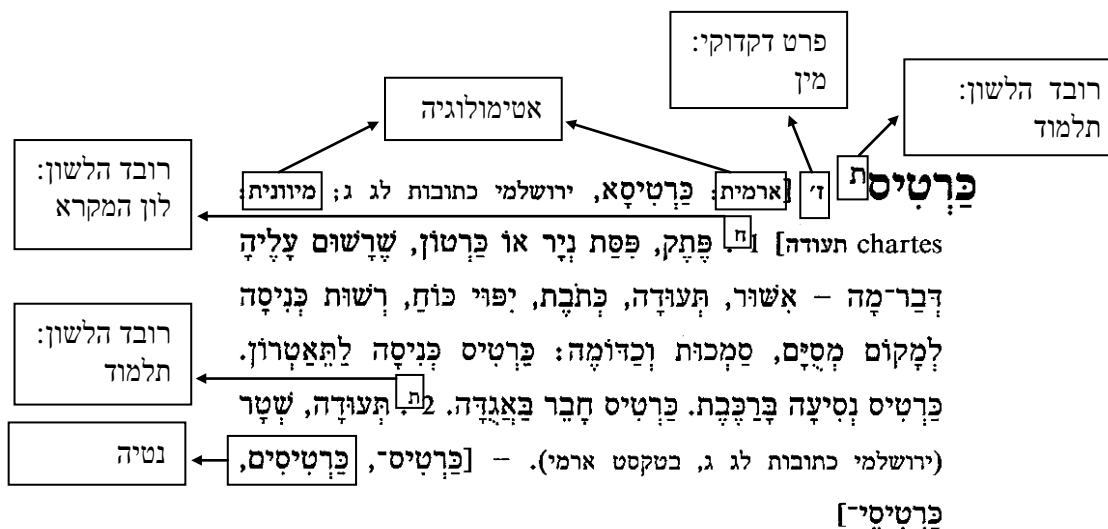 פרט דקדוקי:
מין
רובד הלשון:
תלמוד
אטימולוגיה
רובד הלשון:
לון המקרא
כַּרְטִיס ת ז' [ארמית: כַּרְטִיסָא, ירושלמי כתובות לג ג; מיוונית:
chartes תעודה] 1 ח. פֶּתֶק, פִּסַּת נְיָר אוֹ כַּרְטוֹן, שֶׁרָשׁוּם עָלֶיהָ
דְּבַר־מָה – אִשּׁוּר, תְּעוּדָה, כְּתֹבֶת, יִפּוּי כּוֹחַ, רְשׁוּת כְּנִיסָה
לְמָקוֹם מְסֻיָּם, סַמְכוּת וְכַדּוֹמֶה: כַּרְטִיס כְּנִיסָה לַתֵּאַטְרוֹן.
כַּרְטִיס נְסִיעָה בָּרַכֶּבֶת. כַּרְטִיס חָבֵר בַּאֲגֻדָּה. 2 ת. תְּעוּדָה, שְׁטָר
(ירושלמי כתובות לג ג, בטקסט ארמי). – [כַּרְטִיס־, כַּרְטִיסִים,
כַּרְטִיסֵי־]
רובד הלשון:
תלמוד
נטיה